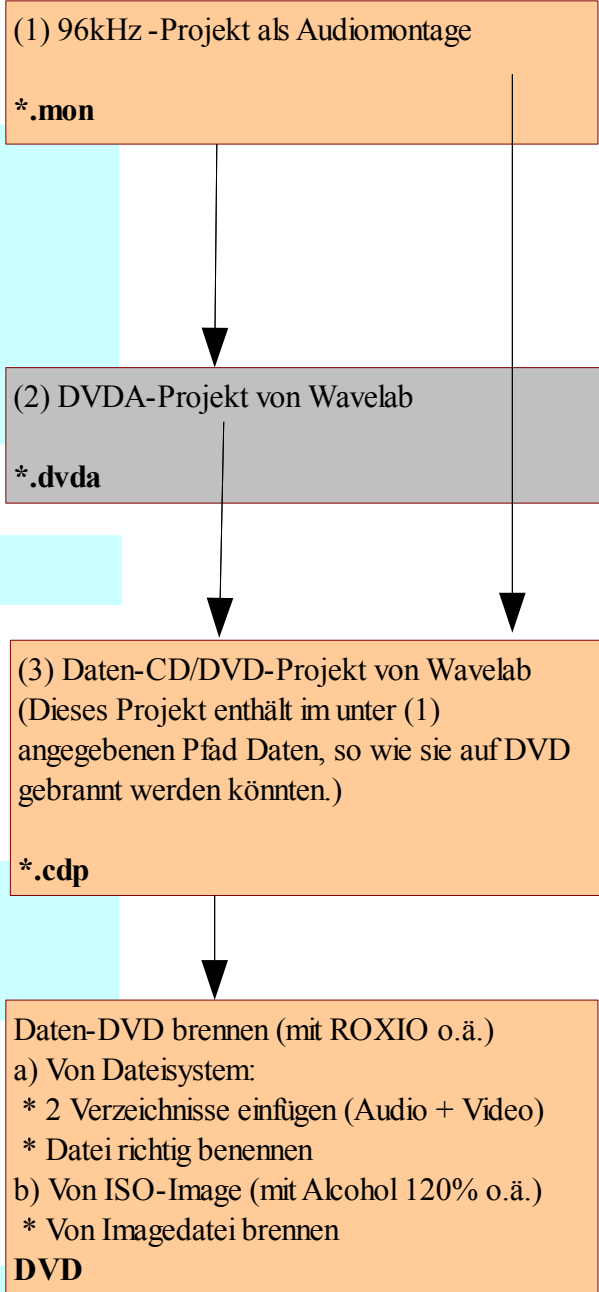 (1) 96kHz -Projekt als Audiomontage
*.mon
(2) DVDA-Projekt von Wavelab
*.dvda
(3) Daten-CD/DVD-Projekt von Wavelab
(Dieses Projekt enthält im unter (1)
angegebenen Pfad Daten, so wie sie auf DVD
gebrannt werden könnten.)
*.cdp
Daten-DVD brennen (mit ROXIO o.ä.)
a) Von Dateisystem:
* 2 Verzeichnisse einfügen (Audio + Video)
* Datei richtig benennen
b) Von ISO-Image (mit Alcohol 120% o.ä.)
* Von Imagedatei brennen
DVD